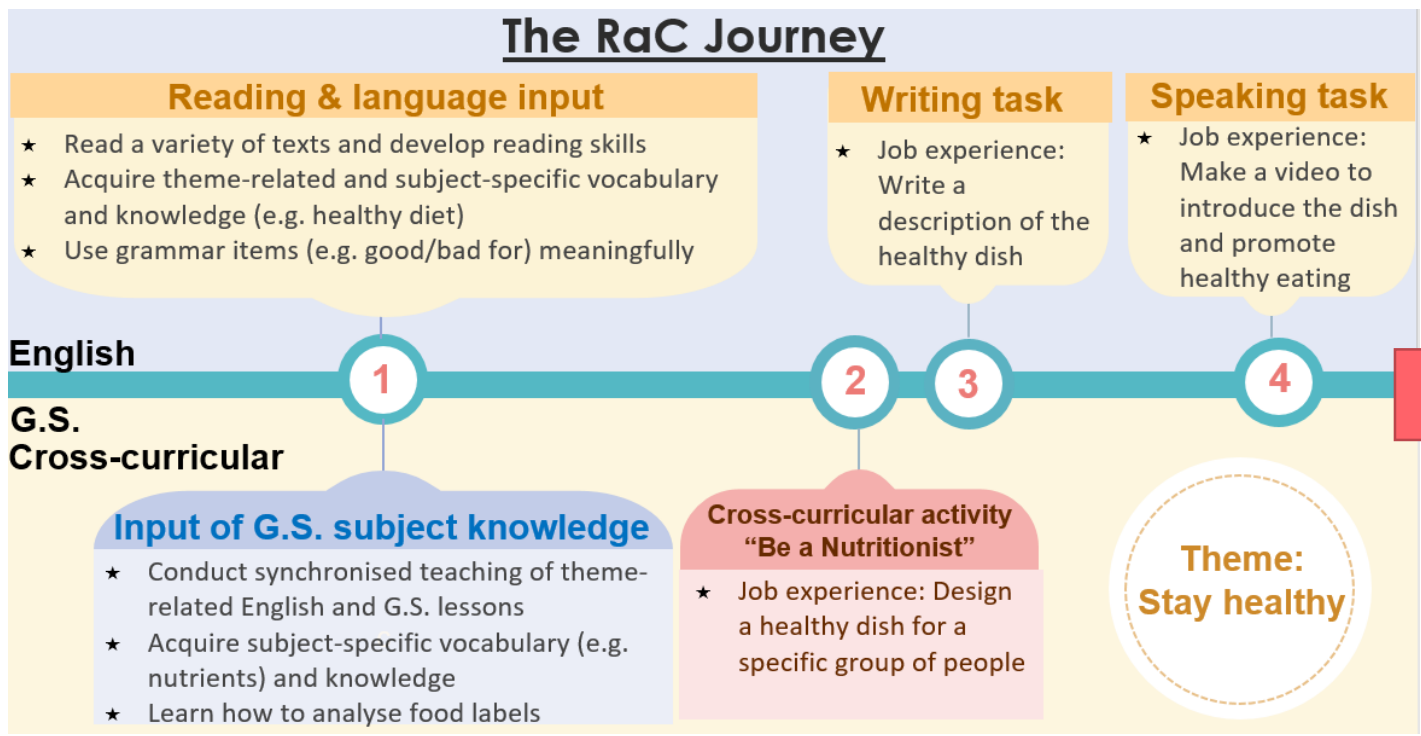 The RaC Journey
Reading & language input
★ Read a variety of texts and develop reading skills
★ Acquire theme-related and subject-specific vocabulary
and knowledge (e.g. healthy diet)
★ Use grammar items (e.g. good/bad for) meaningfully
Writing task
★ Job experience:
Write a
description of the
healthy dish
Speaking task
★ Job experience:
Make a video to
introduce the dish
and promote
healthy eating
English
1
2
3
4
G.S.
Cross-curricular
Input of G.S. subject knowledge
★ Conduct synchronised teaching of theme-
related English and G.S. lessons
★ Acquire subject-specific vocabulary (e.g.
nutrients) and knowledge
★ Learn how to analyse food labels
Cross-curricular activity
“Be a Nutritionist”
★ Job experience: Design
a healthy dish for a
specific group of people
Theme:
Stay healthy